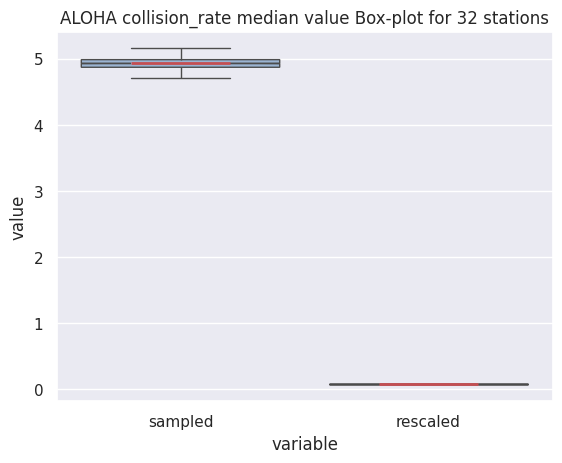 ALOHA collision_rate median value Box-plot for 32 stations
5
4
3
2
1
0
value
sampled
rescaled
variable